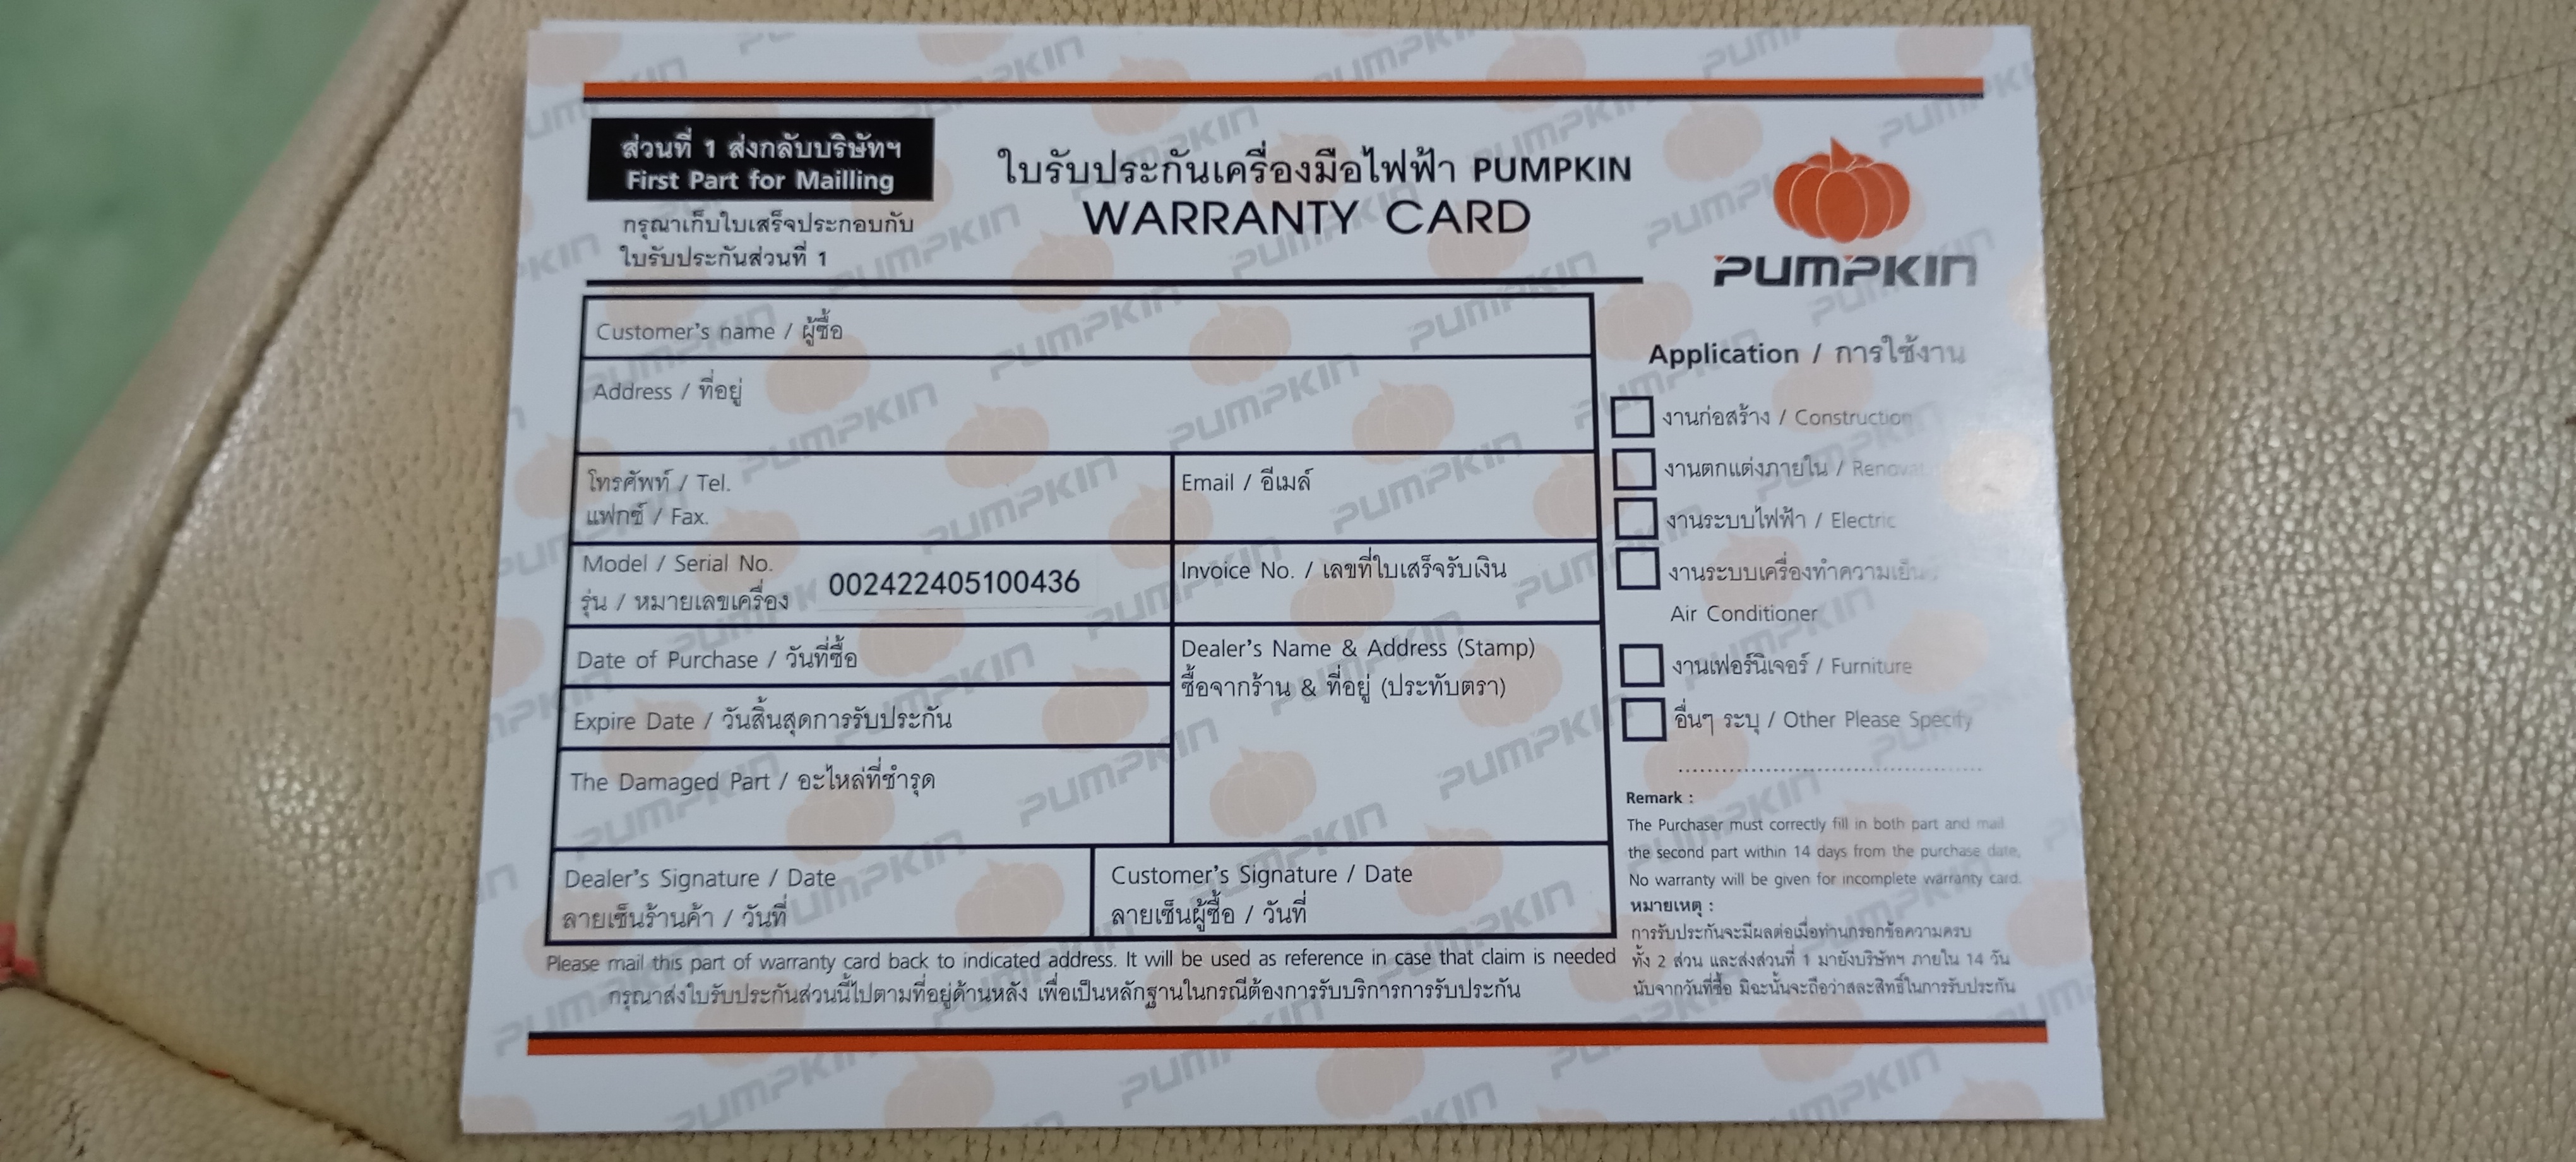 ส่วนที่ 1 ส่งกลับบริษัทฯ
First Part for Mailling
กรุณาเก็บใบเสร็จประกอบกับ
ใบรับประกันส่วนที่ 1
ใบรับประกันเครื่องมือไฟฟ้า PUMPKIN
WARRANTY CARD
PUMPKIN
Customer's name / ผู้ซื้อ
Address / ที่อยู่
โทรศัพท์ / Tel.
แฟกซ์ / Fax.
Email / อีเมล์
Model / Serial No.
รุ่น / หมายเลขเครื่อง
002422405100436
Invoice No. / เลขที่ใบเสร็จรับเงิน
Date of Purchase / วันที่ซื้อ
Expire Date / วันสิ้นสุดการรับประกัน
The Damaged Part / อะไหล่ที่ชำรุด
Dealer's Name & Address (Stamp)
ซื้อจากร้าน & ที่อยู่ (ประทับตรา)
Dealer's Signature / Date
ลายเซ็นร้านค้า / วันที่
Customer's Signature / Date
ลายเซ็นผู้ซื้อ / วันที่
Please mail this part of warranty card back to indicated address. It will be used as reference in case that claim is needed
กรุณาส่งใบรับประกันส่วนนี้ไปตามที่อยู่ด้านหลัง เพื่อเป็นหลักฐานในกรณีต้องการรับบริการการรับประกัน
Application / การใช้งาน
งานก่อสร้าง / Construction
งานตกแต่งภายใน /
งานระบบไฟฟ้า / Electric
งานระบบเครื่องทำความเย็น
Air Conditioner
งานเฟอร์นิเจอร์ / Furniture
อื่นๆ ระบุ / Other Please Specify
Remark :
The Purchaser must correctly fill in both part and mail
the second part within 14 days from the purchase date,
No warranty will be given for incomplete warranty card.
หมายเหตุ :
การรับประกันจะมีผลต่อเมื่อท่านกรอกข้อความครบ
ทั้ง 2 ส่วน และส่งส่วนที่ 1 มายังบริษัทฯ ภายใน 14 วัน
นับจากวันที่ซื้อ มิฉะนั้นจะถือว่าสละสิทธิ์ในการรับประกัน